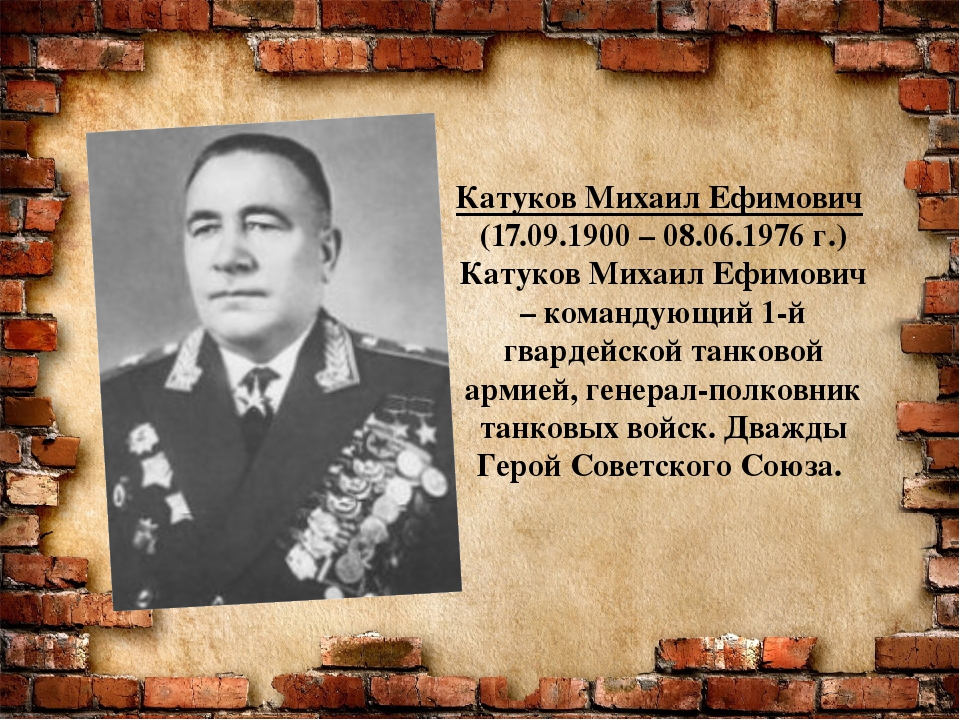 Катуков Михаил Ефимович
(17.09.1900 – 08.06.1976 г.)
Катуков Михаил Ефимович
– командующий 1-й
гвардейской танковой
армией, генерал-полковник
танковых войск. Дважды
Герой Советского Союза.